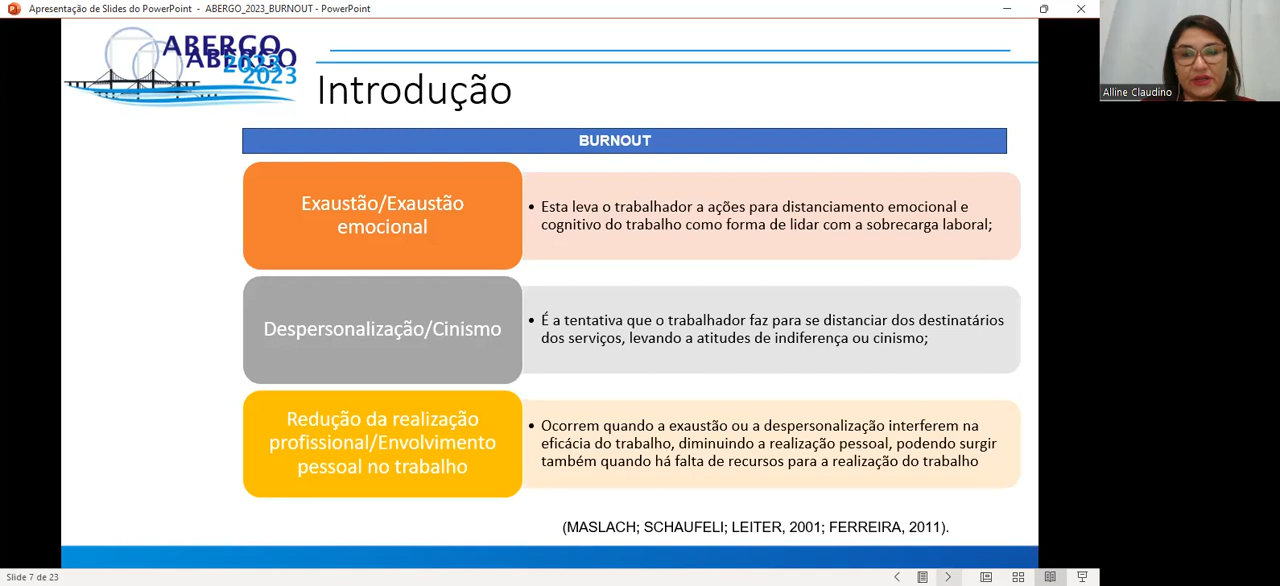 Apresentação de Slides do PowerPoint - ABERGO_2023_BURNOUT - PowerPoint
ABERGO
2023
ABERGO
2023
Introdução
Alline Claudino
BURNOUT
Exaustão/Exaustão
emocional
• Esta leva o trabalhador a ações para distanciamento emocional e
cognitivo do trabalho como forma de lidar com a sobrecarga laboral;
Despersonalização/Cinismo
• É a tentativa que o trabalhador faz para se distanciar dos destinatários
dos serviços, levando a atitudes de indiferença ou cinismo;
Redução da realização
profissional/Envolvimento
pessoal no trabalho
• Ocorrem quando a exaustão ou a despersonalização interferem na
eficácia do trabalho, diminuindo a realização pessoal, podendo surgir
também quando há falta de recursos para a realização do trabalho
(MASLACH; SCHAUFELI; LEITER, 2001; FERREIRA, 2011).
Slide 7 de 23